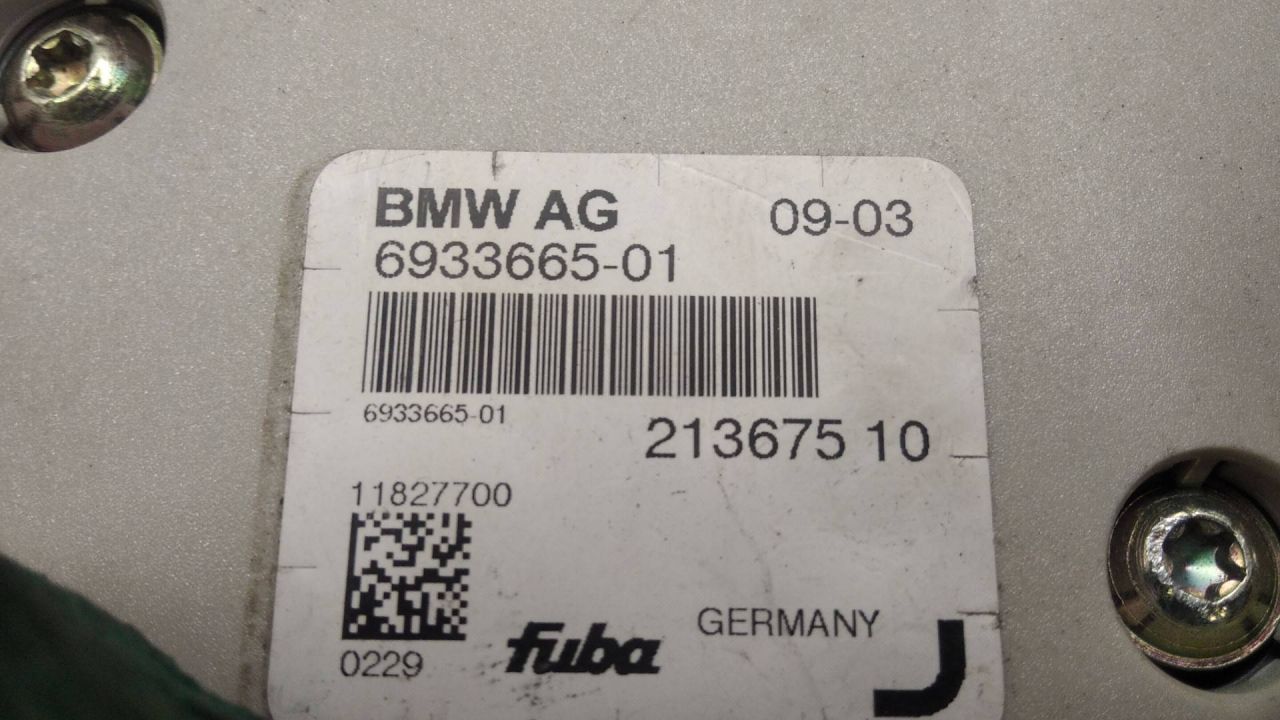 BMW AG 09-03
6933665-01
6933665-01
213675 10
11827700
0229
fuba
GERMANY
J